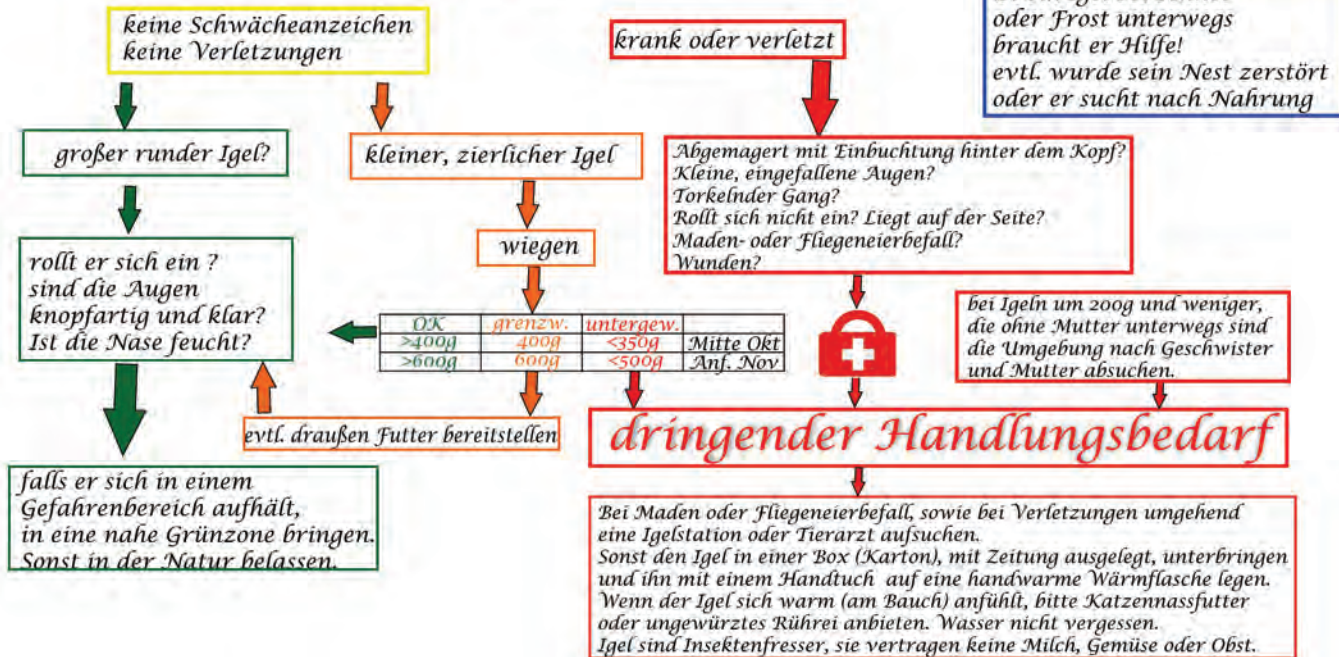 keine Schwächeanzeichen
keine Verletzungen
krank oder verletzt
oder Frost unterwegs
braucht er Hilfe!
evtl. wurde sein Nest zerstört
oder er sucht nach Nahrung
großer runder Igel?
kleiner, zierlicher Igel
Abgemagert mit Einbuchtung hinter dem Kopf?
Kleine, eingefallene Augen?
Torkelnder Gang?
Rollt sich nicht ein? Liegt auf der Seite?
Maden- oder Fliegeneierbefall?
Wunden?
wiegen
rollt er sich ein ?
sind die Augen
knopfartig und klar?
Ist die Nase feucht?
OK grenzw. untergew.
>400g 400g <350g Mitte Okt
>600g 600g <500g Anf. Nov
bei Igeln um 200g und weniger,
die ohne Mutter unterwegs sind
die Umgebung nach Geschwister
und Mutter absuchen.
evtl. draußen Futter bereitstellen
dringender Handlungsbedarf
falls er sich in einem
Gefahrenbereich aufhält,
in eine nahe Grünzone bringen.
Sonst in der Natur belassen.
Bei Maden oder Fliegeneierbefall, sowie bei Verletzungen umgehend
eine Igelstation oder Tierarzt aufsuchen.
Sonst den Igel in einer Box (Karton), mit Zeitung ausgelegt, unterbringen
und ihn mit einem Handtuch auf eine handwarme Wärmflasche legen.
Wenn der Igel sich warm (am Bauch) anfühlt, bitte Katzennassfutter
oder ungewürztes Rührei anbieten. Wasser nicht vergessen.
Igel sind Insektenfresser, sie vertragen keine Milch, Gemüse oder Obst.